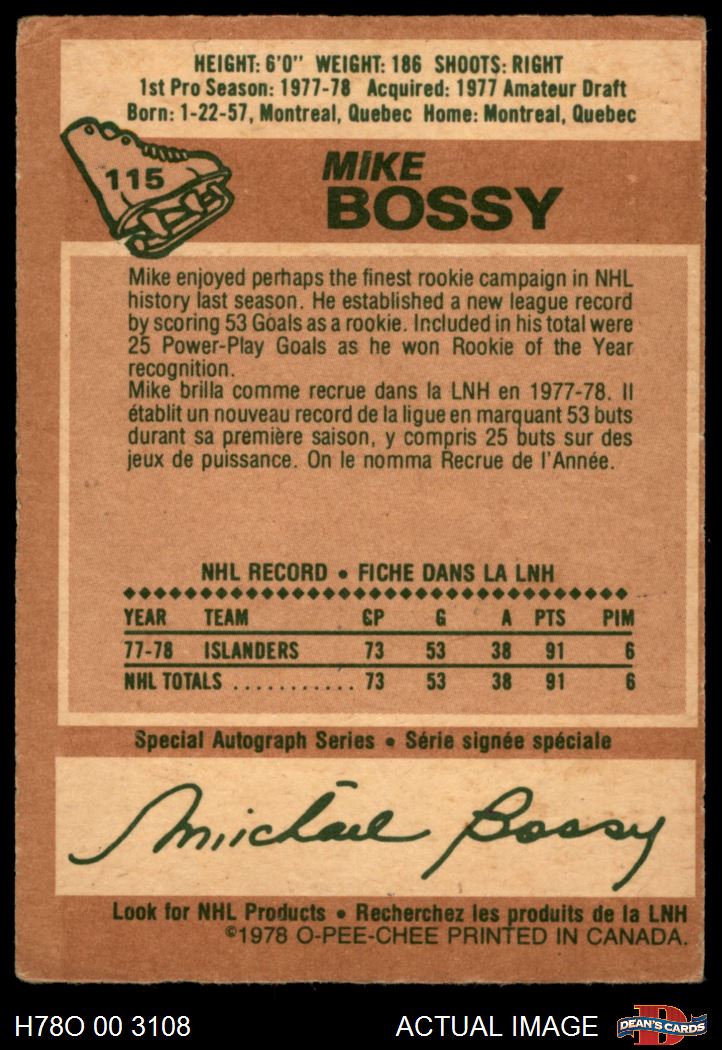 HEIGHT: 6'0" WEIGHT: 186 SHOOTS: RIGHT
1st Pro Season: 1977-78 Acquired: 1977 Amateur Draft
Born: 1-22-57, Montreal, Quebec Home: Montreal, Quebec
115
MIKE
BOSSY
Mike enjoyed perhaps the finest rookie campaign in NHL
history last season. He established a new league record
by scoring 53 Goals as a rookie. Included in his total were
25 Power-Play Goals as he won Rookie of the Year
recognition.
Mike brilla comme recrue dans la LNH en 1977-78. Il
établit un nouveau record de la ligue en marquant 53 buts
durant sa première saison, y compris 25 buts sur des
jeux de puissance. On le nomma Recrue de l'Année.
NHL RECORD • FICHE DANS LA LNH
YEAR TEAM GP G A PTS PIM
77-78 ISLANDERS 73 53 38 91 6
NHL TOTALS ............ 73 53 38 91 6
Special Autograph Series • Série signée spéciale
Michael Bossy
Look for NHL Products • Recherchez les produits de la LNH
©1978 O-PEE-CHEE PRINTED IN CANADA.
H78O 00 3108 ACTUAL IMAGE D DEAN'S CARDS